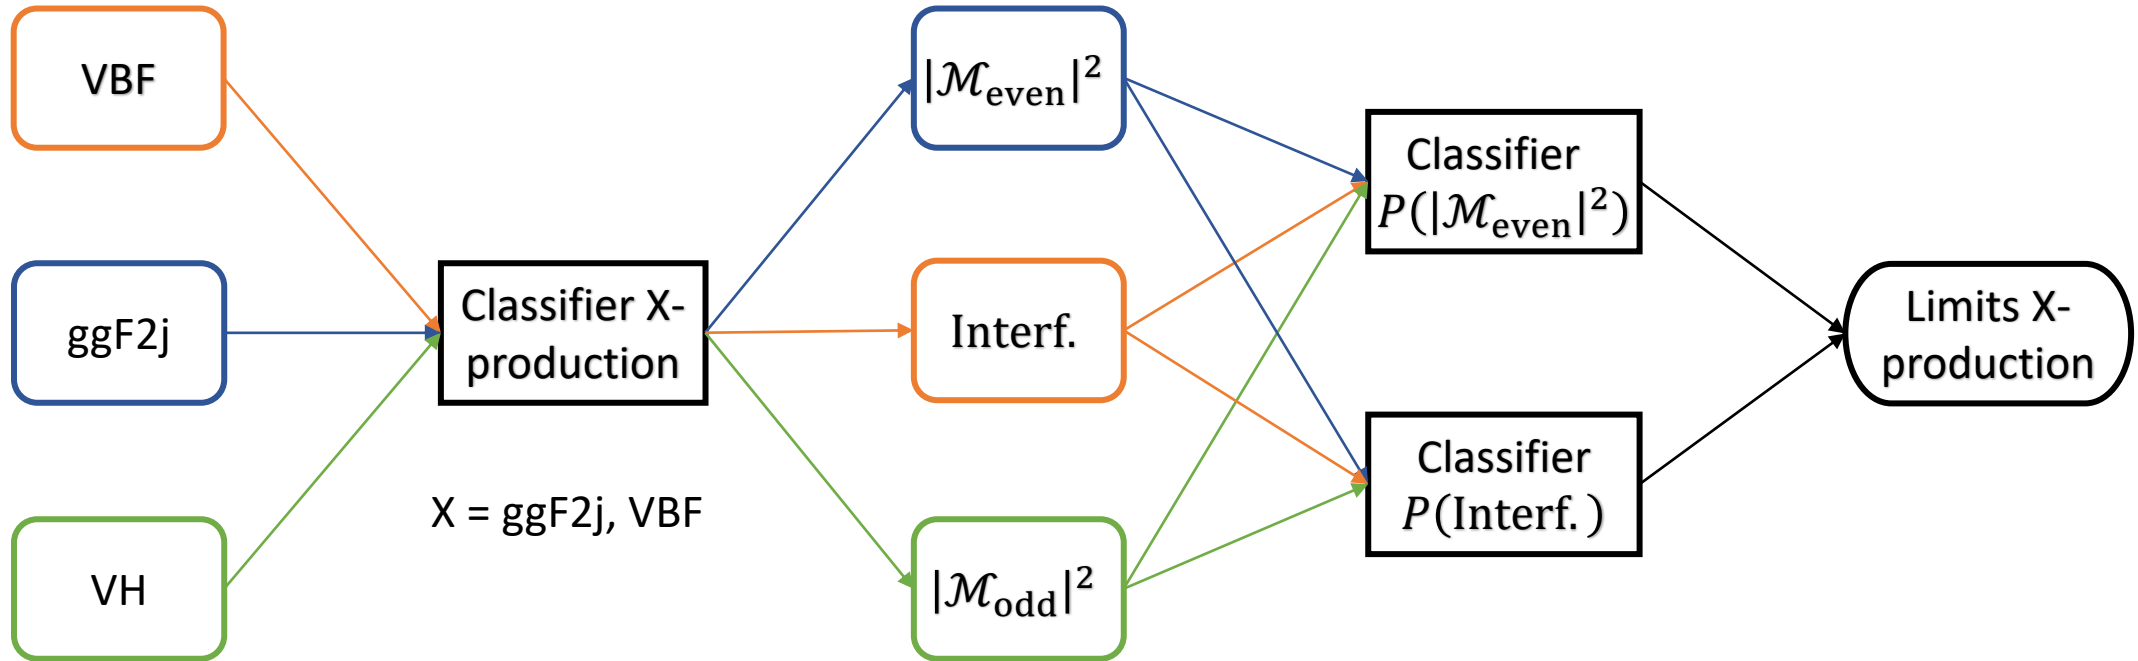 VBF
ggF2j
VH
Classifier X-
production
X = ggF2j, VBF
|ℳeven|²
Interf.
|ℳodd|²
Classifier
P(|ℳeven|²)
Classifier
P(Interf. )
Limits X-
production